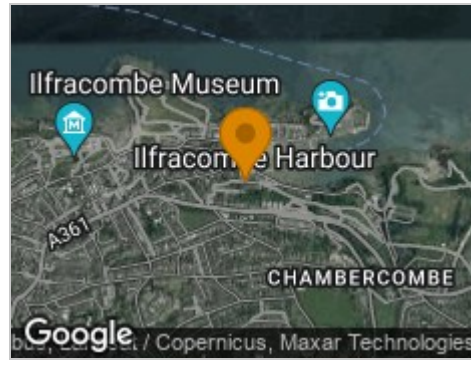 Ilfracombe Museum
Ilfracombe Harbour
A361
CHAMBERCOMBE
Google
/ Copernicus, Maxar Technologies